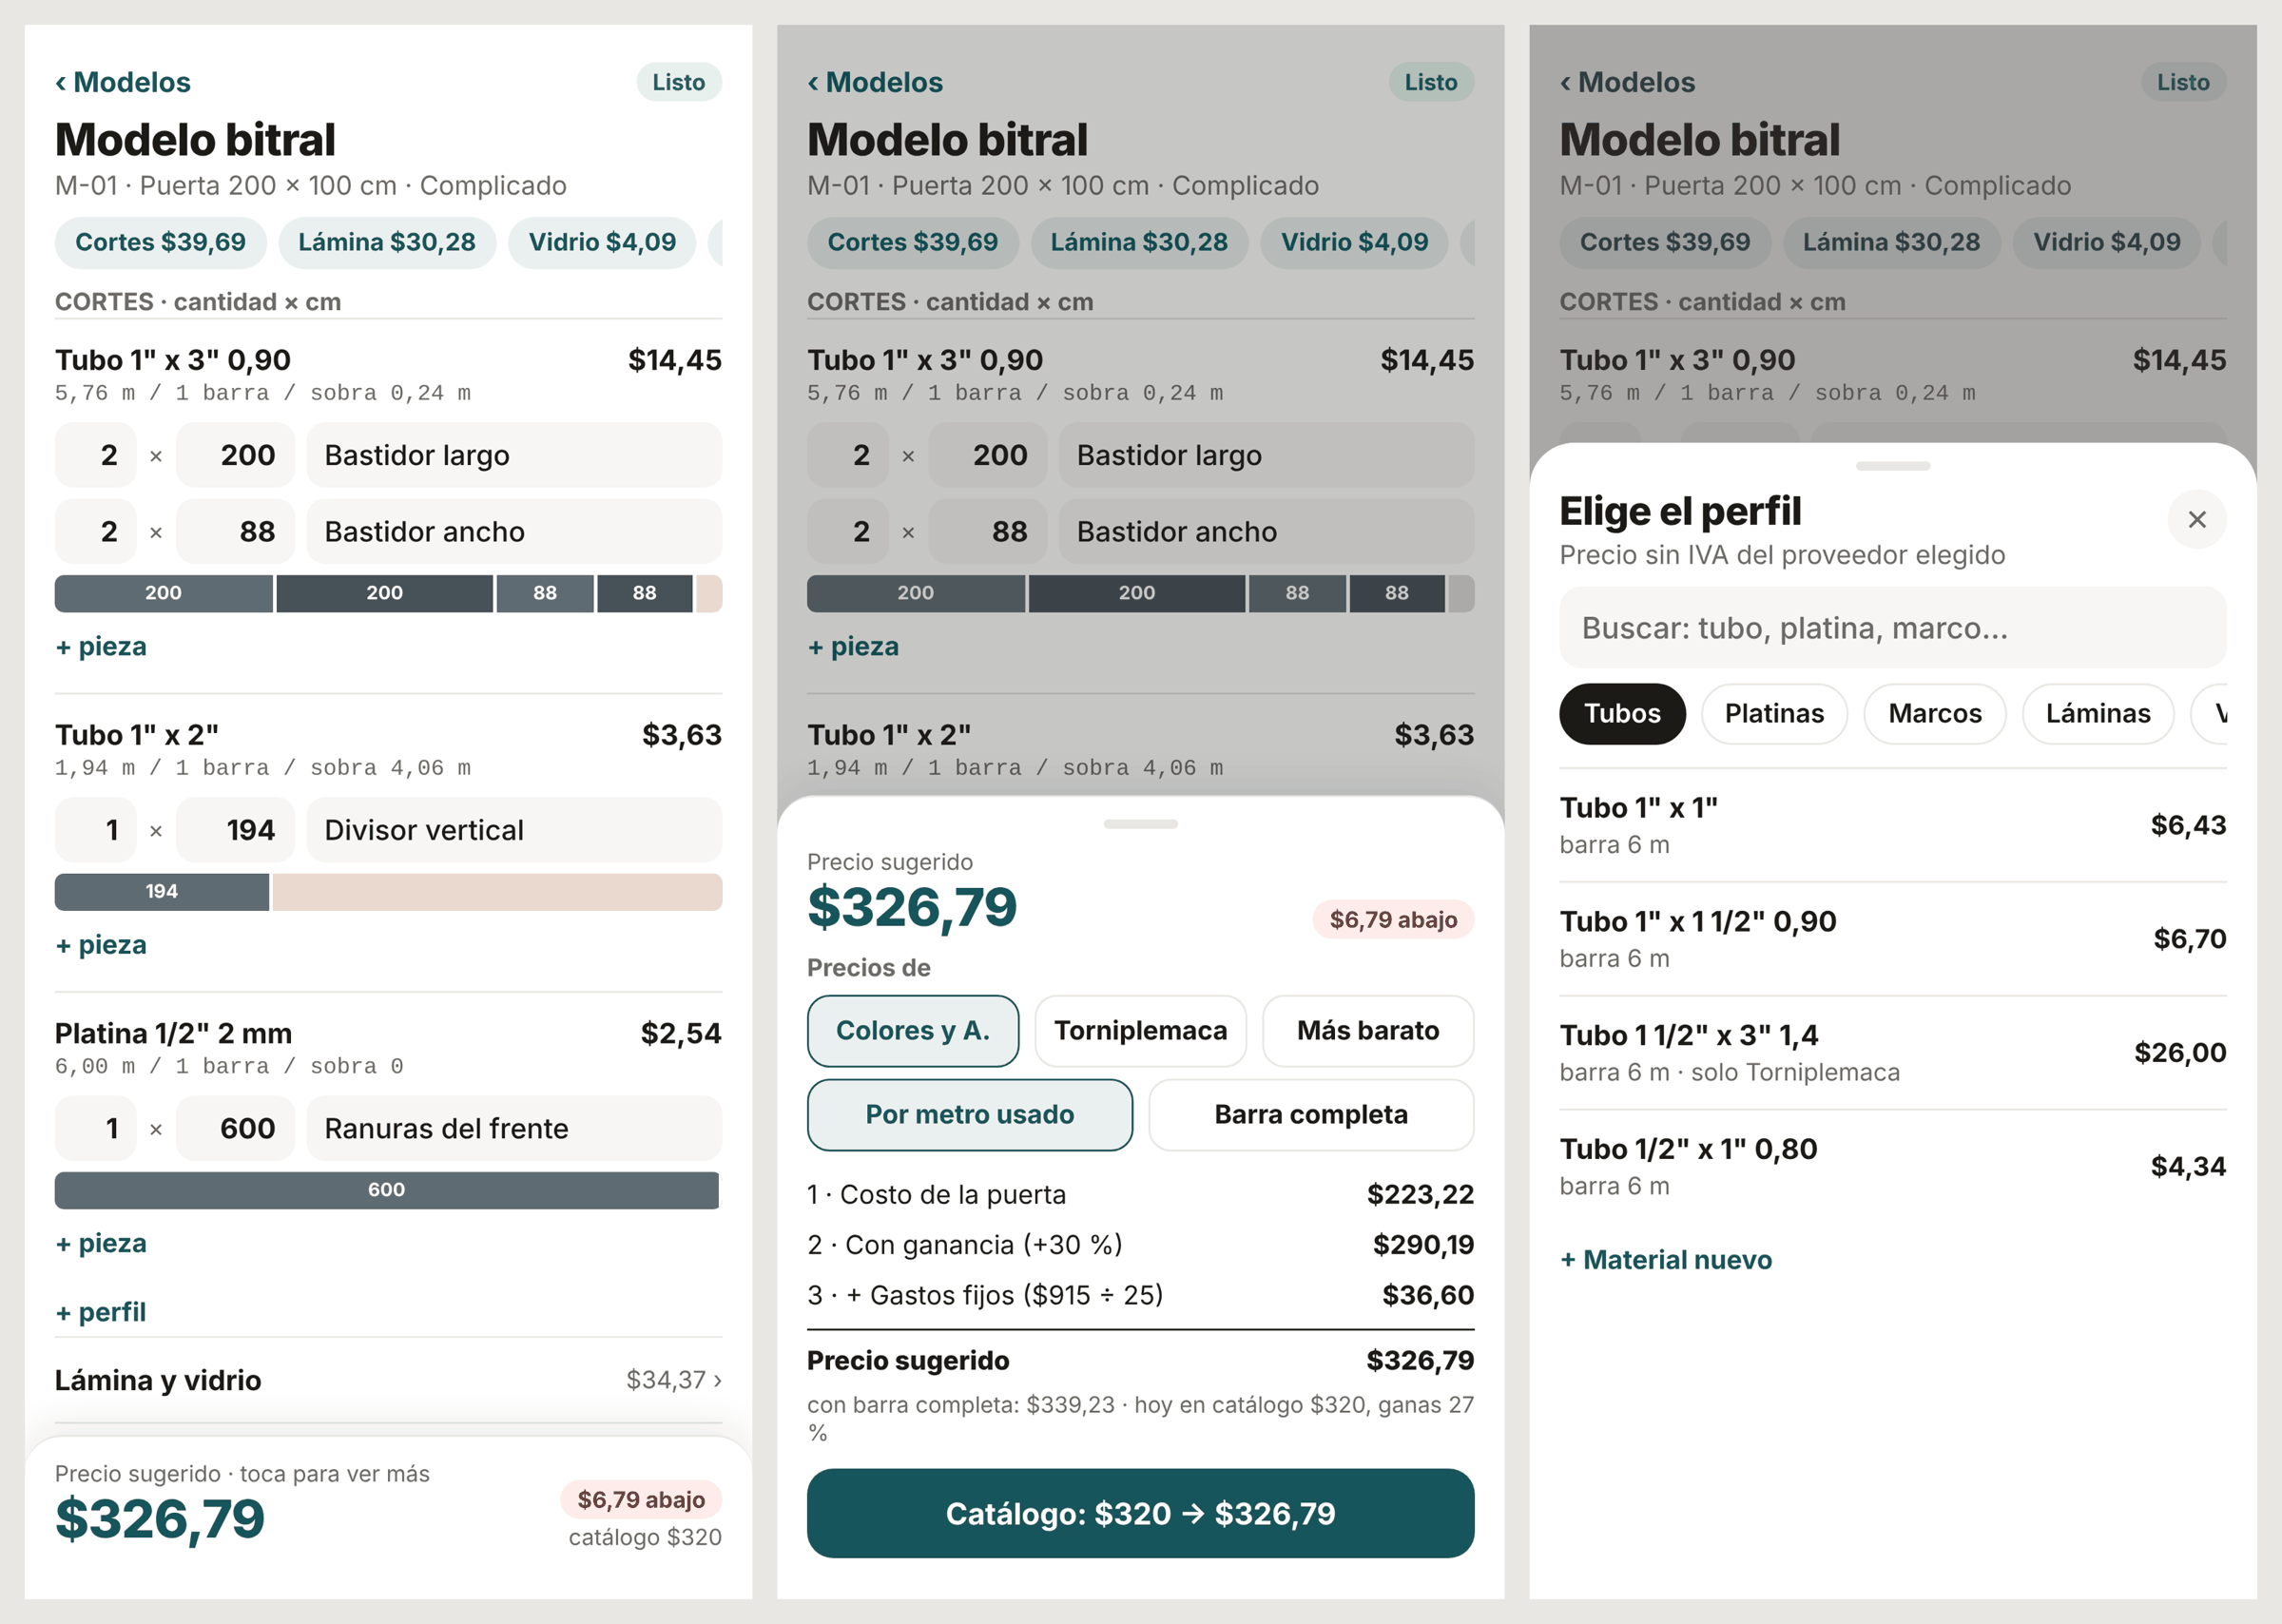 ‹ Modelos
Listo
Modelo bitral
M-01 · Puerta 200 × 100 cm · Complicado
Cortes $39,69
Lámina $30,28
Vidrio $4,09
CORTES · cantidad × cm
Tubo 1" x 3" 0,90
$14,45
5,76 m / 1 barra / sobra 0,24 m
2 × 200 Bastidor largo
2 × 88 Bastidor ancho
200 200 88 88
+ pieza
Tubo 1" x 2"
$3,63
1,94 m / 1 barra / sobra 4,06 m
1 × 194 Divisor vertical
194
+ pieza
Platina 1/2" 2 mm
$2,54
6,00 m / 1 barra / sobra 0
1 × 600 Ranuras del frente
600
+ pieza
+ perfil
Lámina y vidrio
$34,37 ›
Precio sugerido · toca para ver más
$326,79
$6,79 abajo
catálogo $320
‹ Modelos
Listo
Modelo bitral
M-01 · Puerta 200 × 100 cm · Complicado
Cortes $39,69
Lámina $30,28
Vidrio $4,09
CORTES · cantidad × cm
Tubo 1" x 3" 0,90
$14,45
5,76 m / 1 barra / sobra 0,24 m
2 × 200 Bastidor largo
2 × 88 Bastidor ancho
200 200 88 88
+ pieza
Tubo 1" x 2"
$3,63
1,94 m / 1 barra / sobra 4,06 m
Precio sugerido
$326,79
$6,79 abajo
Precios de
Colores y A.
Torniplemaca
Más barato
Por metro usado
Barra completa
1 · Costo de la puerta
$223,22
2 · Con ganancia (+30 %)
$290,19
3 · + Gastos fijos ($915 ÷ 25)
$36,60
Precio sugerido
$326,79
con barra completa: $339,23 · hoy en catálogo $320, ganas 27
%
Catálogo: $320 → $326,79
‹ Modelos
Listo
Modelo bitral
M-01 · Puerta 200 × 100 cm · Complicado
Cortes $39,69
Lámina $30,28
Vidrio $4,09
CORTES · cantidad × cm
Tubo 1" x 3" 0,90
$14,45
5,76 m / 1 barra / sobra 0,24 m
Elige el perfil
×
Precio sin IVA del proveedor elegido
Buscar: tubo, platina, marco...
Tubos
Platinas
Marcos
Láminas
V
Tubo 1" x 1"
$6,43
barra 6 m
Tubo 1" x 1 1/2" 0,90
$6,70
barra 6 m
Tubo 1 1/2" x 3" 1,4
$26,00
barra 6 m · solo Torniplemaca
Tubo 1/2" x 1" 0,80
$4,34
barra 6 m
+ Material nuevo